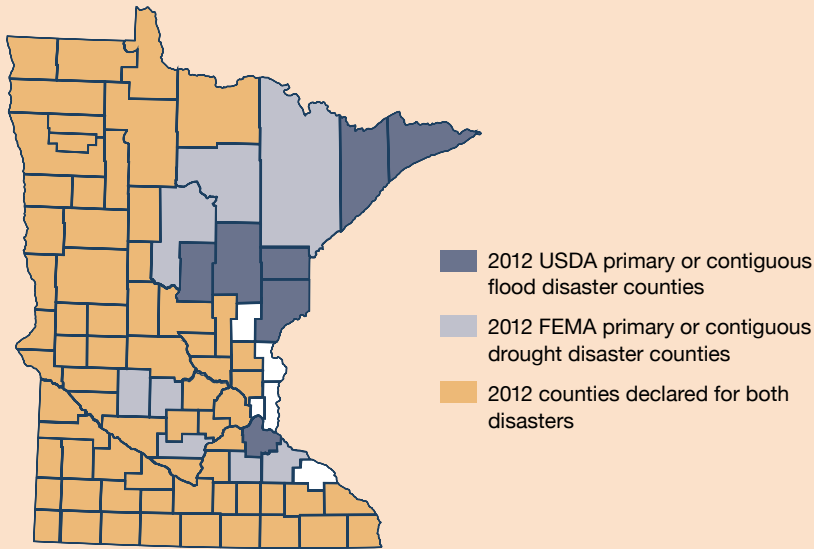 2012 USDA primary or contiguous
flood disaster counties
2012 FEMA primary or contiguous
drought disaster counties
2012 counties declared for both
disasters